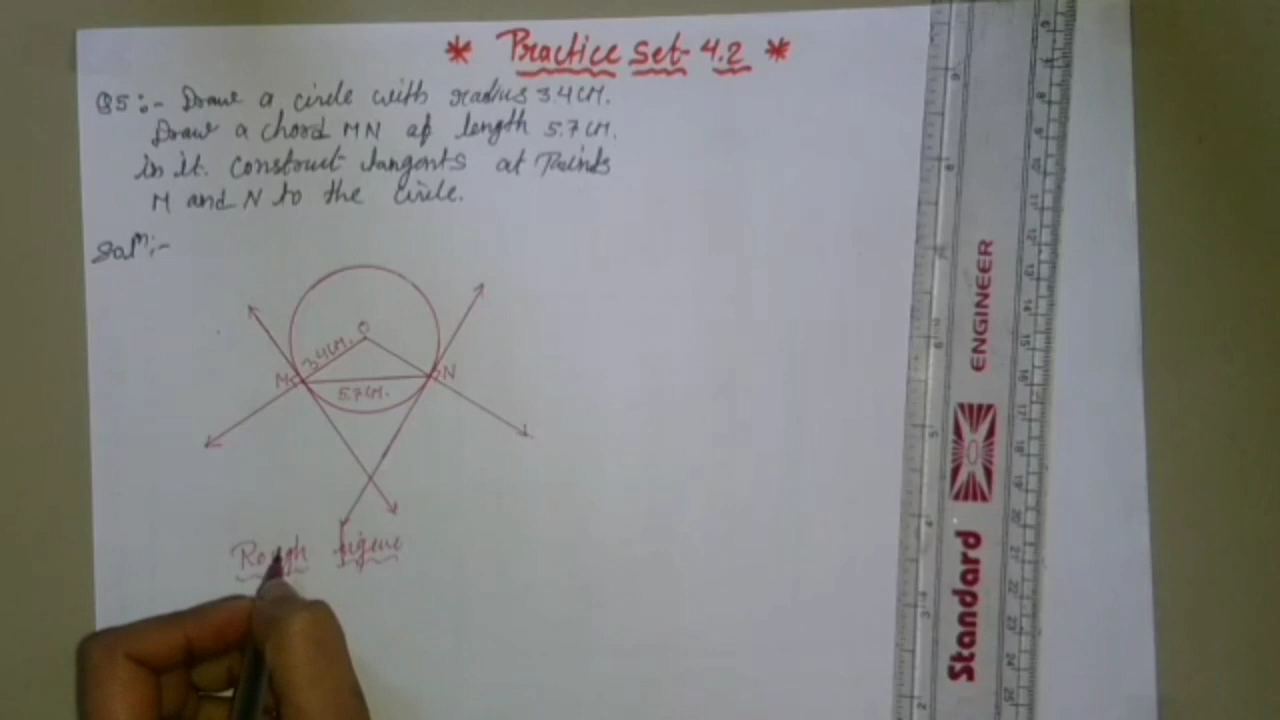 * Practice set 4.2 *
Q5:- Draw a circle with radius 3.4 cm.
Draw a chord MN of length 5.7 cm.
in it. construct tangents at Points
M and N to the circle.
Solⁿ:-
O
3.4 cm.
M
N
5.7 cm.
Rough figure
Standard ENGINEER